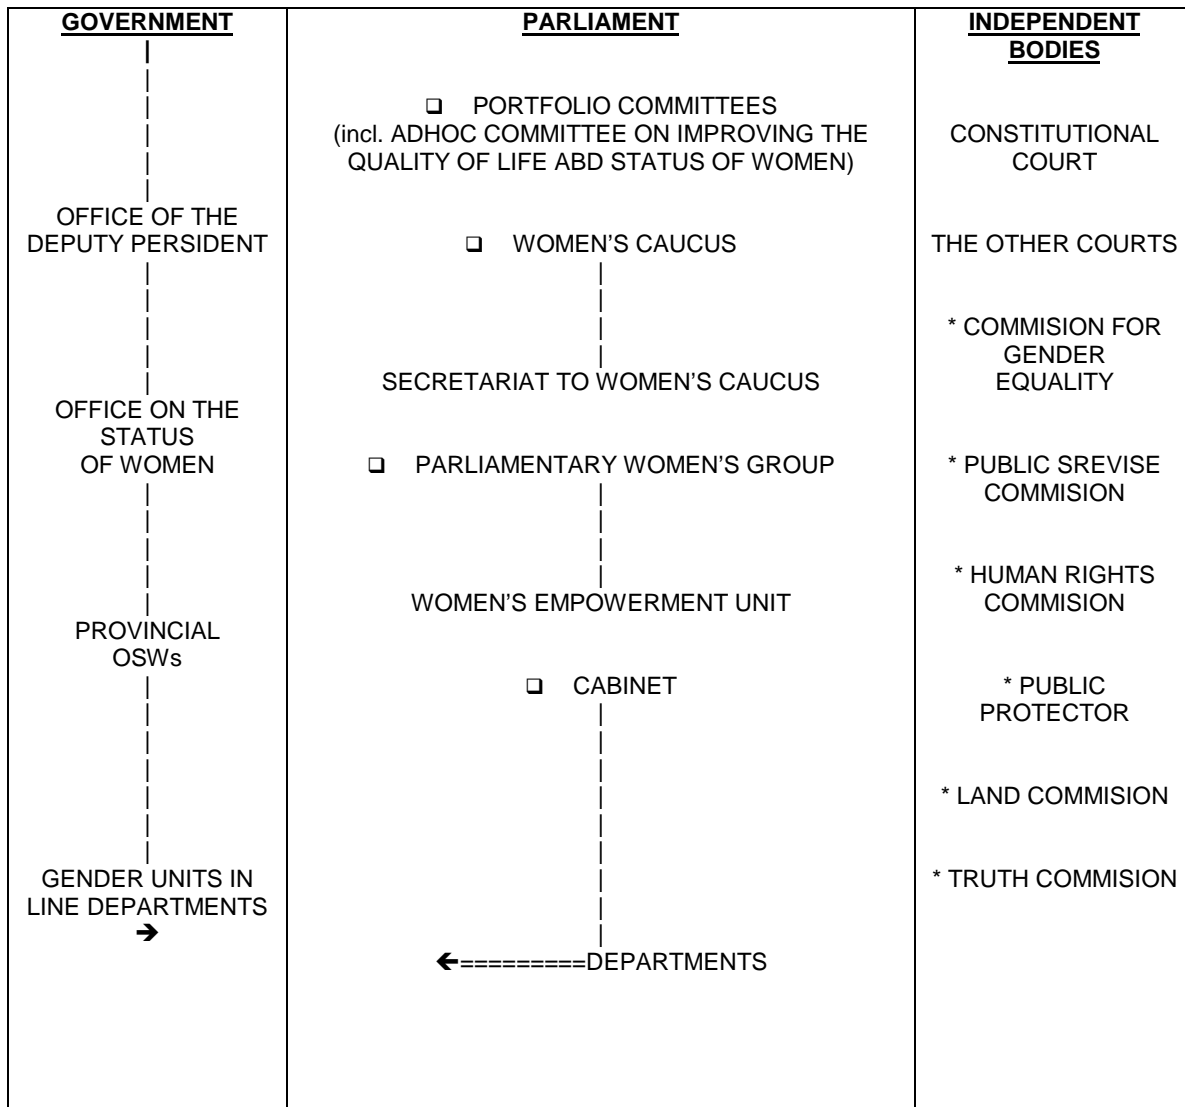 GOVERNMENT
OFFICE OF THE
DEPUTY PERSIDENT
OFFICE ON THE
STATUS
OF WOMEN
PROVINCIAL
OSWs
GENDER UNITS IN
LINE DEPARTMENTS
➔
PARLIAMENT
❑ PORTFOLIO COMMITTEES
(incl. ADHOC COMMITTEE ON IMPROVING THE
QUALITY OF LIFE ABD STATUS OF WOMEN)
❑ WOMEN’S CAUCUS
SECRETARIAT TO WOMEN’S CAUCUS
❑ PARLIAMENTARY WOMEN’S GROUP
WOMEN’S EMPOWERMENT UNIT
❑ CABINET
🡸=========DEPARTMENTS
INDEPENDENT
BODIES
CONSTITUTIONAL
COURT
THE OTHER COURTS
* COMMISION FOR
GENDER
EQUALITY
* PUBLIC SREVISE
COMMISION
* HUMAN RIGHTS
COMMISION
* PUBLIC
PROTECTOR
* LAND COMMISION
* TRUTH COMMISION